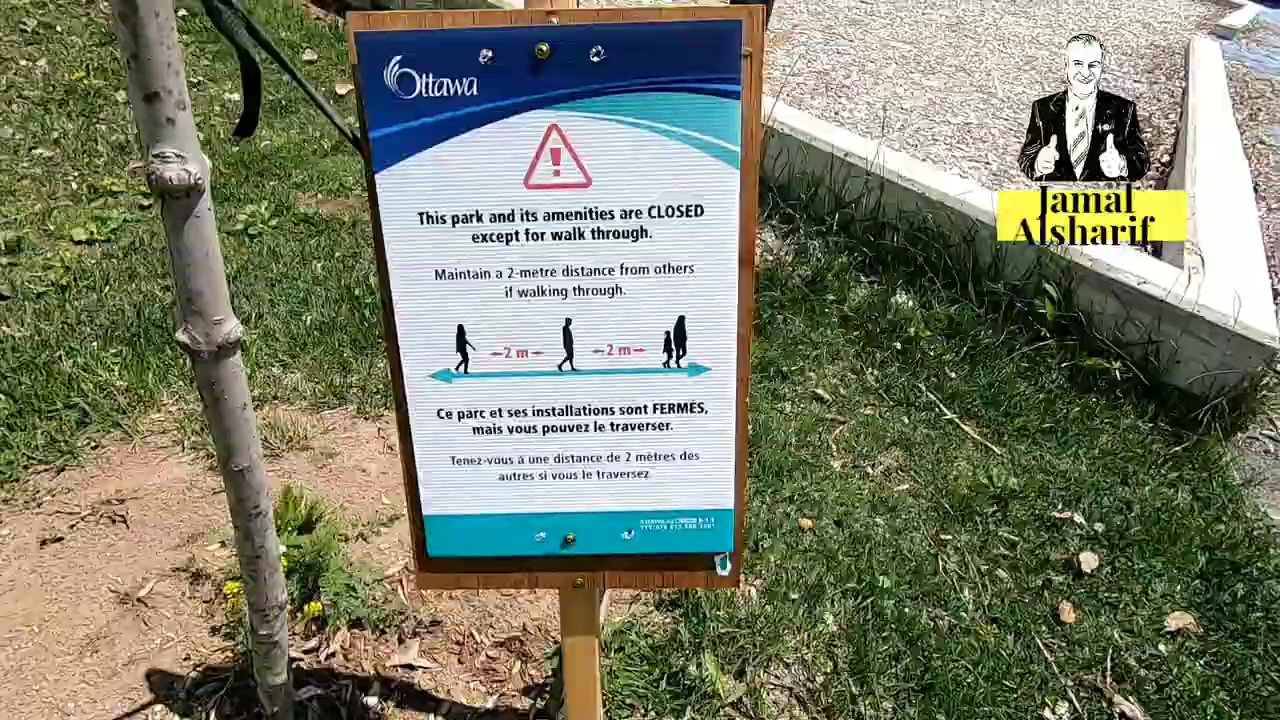 Ottawa
This park and its amenities are CLOSED
except for walk through.
Maintain a 2-metre distance from others
if walking through.
2 m 2 m
Ce parc et ses installations sont FERMÉS,
mais vous pouvez le traverser.
Tenez-vous à une distance de 2 mètres des
autres si vous le traversez.
Jamal
Alsharif